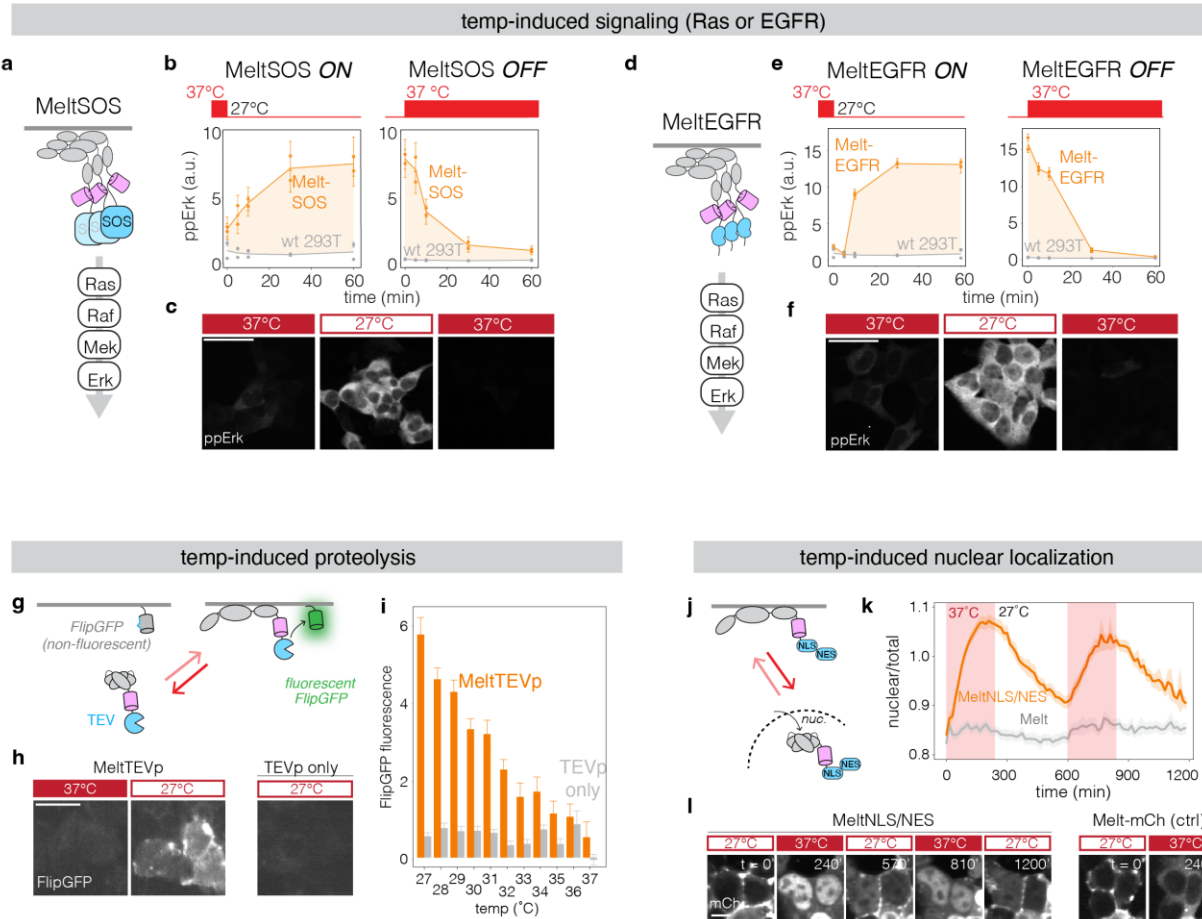 temp-induced signaling (Ras or EGFR)
a
MeltSOS
SOS
Ras
Raf
Mek
Erk
b
MeltSOS ON
MeltSOS OFF
37°C
27°C
37 °C
ppErk (a.u.)
10
5
0
Melt-
SOS
wt 293T
0 20 40 60
10
5
0
Melt-
SOS
wt 293T
0 20 40 60
time (min)
c
37°C
27°C
37°C
ppErk
d
MeltEGFR
Ras
Raf
Mek
Erk
e
MeltEGFR ON
MeltEGFR OFF
37°C
27°C
37°C
ppErk (a.u.)
15
10
5
0
Melt-
EGFR
wt 293T
0 20 40 60
15
10
5
0
Melt-
EGFR
wt 293T
0 20 40 60
time (min)
f
37°C
27°C
37°C
ppErk
temp-induced proteolysis
g
FlipGFP
(non-fluorescent)
TEV
fluorescent
FlipGFP
h
MeltTEVp
TEVp only
37°C
27°C
27°C
FlipGFP
i
FlipGFP fluorescence
6
4
2
0
MeltTEVp
TEVp
only
27 28 29 30 31 32 33 34 35 36 37
temp (˚C)
temp-induced nuclear localization
j
NLS
NES
nuc.
NLS
NES
k
nuclear/total
1.1
1.0
0.9
0.8
37˚C
27˚C
MeltNLS/NES
Melt
0 300 600 900 1200
time (min)
l
MeltNLS/NES
Melt-mCh (ctrl)
27°C
37°C
27°C
37°C
27°C
27°C
37°C
t = 0'
240'
570'
810'
1200'
t = 0'
240
mCh